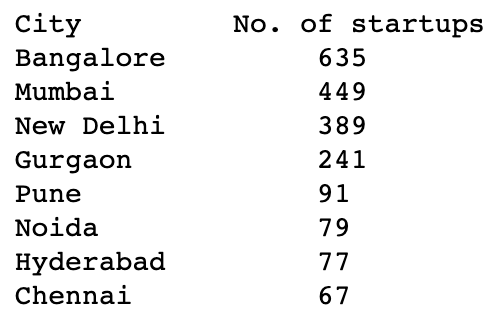 City No. of startups
Bangalore 635
Mumbai 449
New Delhi 389
Gurgaon 241
Pune 91
Noida 79
Hyderabad 77
Chennai 67